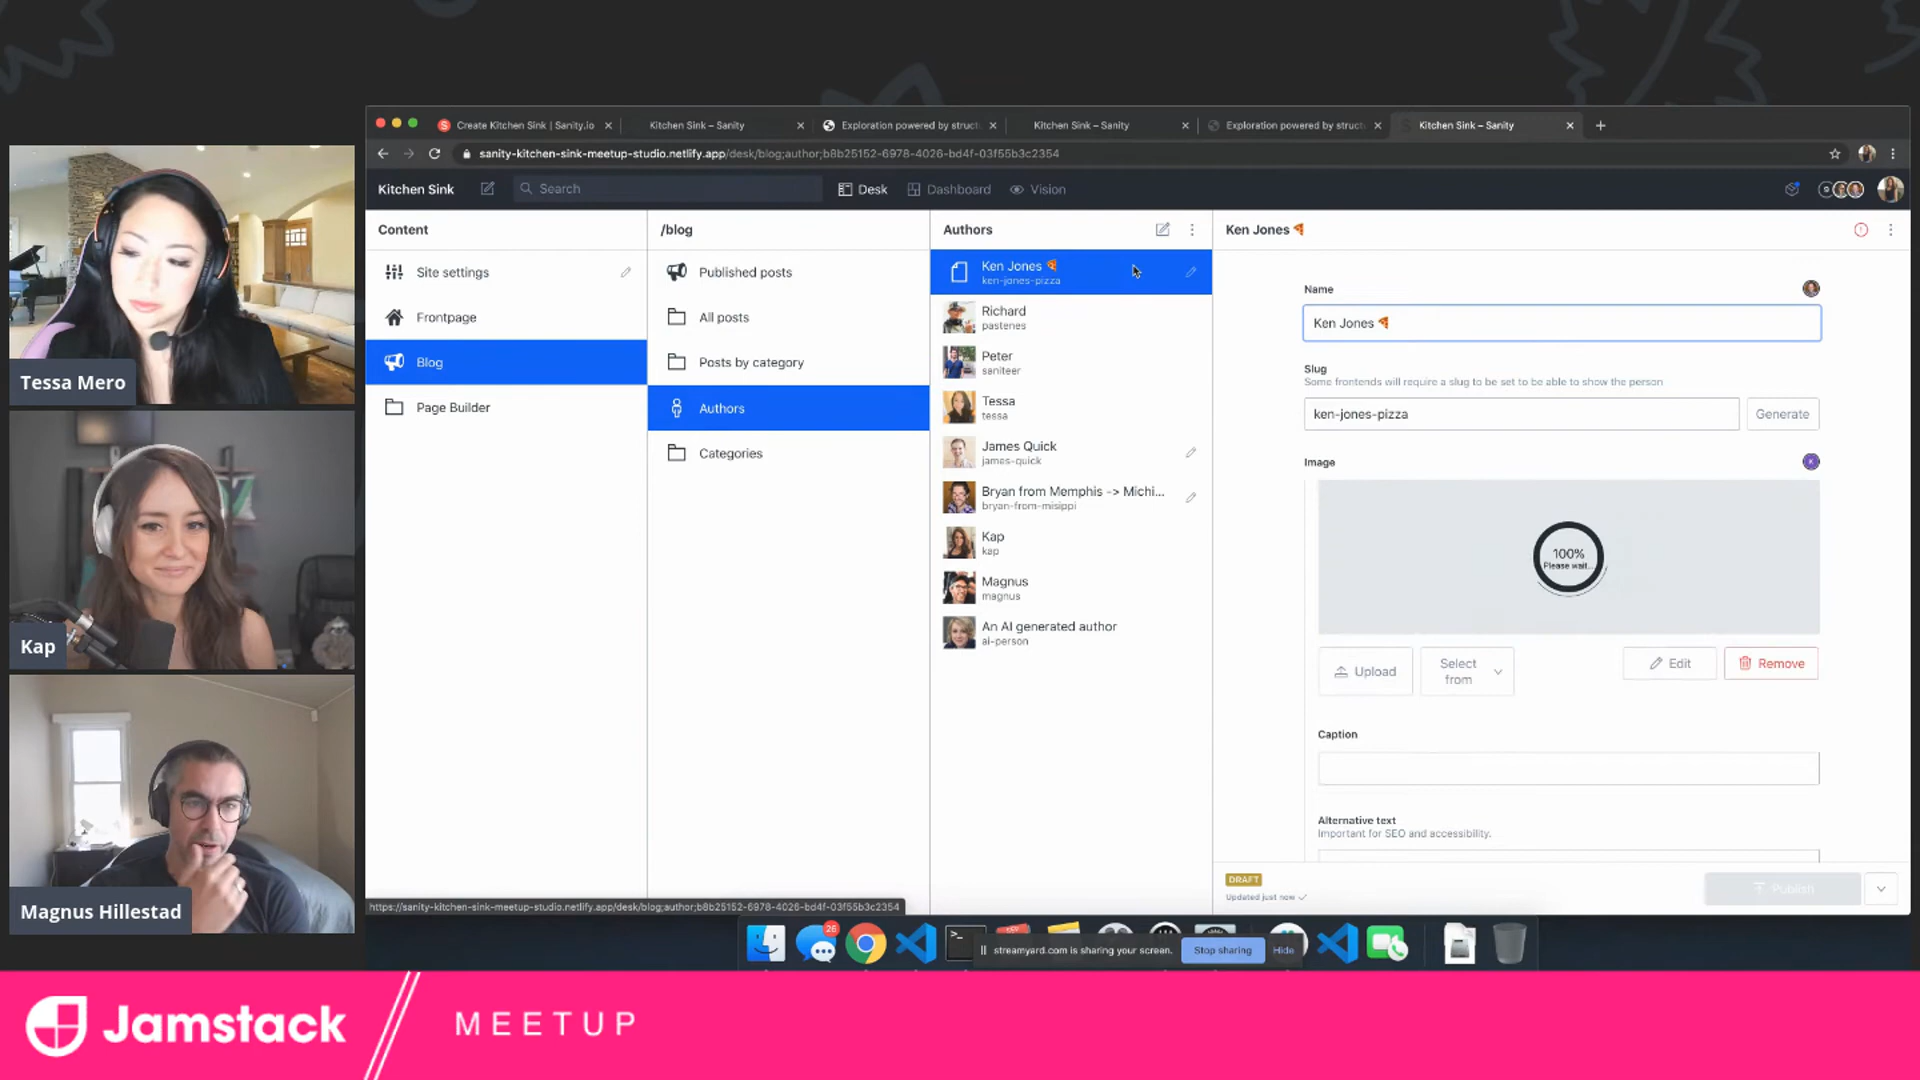 Create Kitchen Sink | Sanity.io
Kitchen Sink – Sanity
Exploration powered by struct
Kitchen Sink – Sanity
Exploration powered by struct
Kitchen Sink – Sanity
sanity-kitchen-sink-meetup-studio.netlify.app/desk/blog;author;b8b25152-6978-4026-bd4f-03f55b3c2354
Kitchen Sink
Search
Desk
Dashboard
Vision
Content
Site settings
Frontpage
Blog
Page Builder
/blog
Published posts
All posts
Posts by category
Authors
Categories
Authors
Ken Jones 🍕
ken-jones-pizza
Richard
pastenes
Peter
saniteer
Tessa
tessa
James Quick
james-quick
Bryan from Memphis -> Michi...
bryan-from-misippi
Kap
kap
Magnus
magnus
An AI generated author
ai-person
Ken Jones 🍕
Name
Ken Jones 🍕
Slug
Some frontends will require a slug to be set to be able to show the person
ken-jones-pizza
Generate
Image
K
100%
Please wait...
Upload
Select
from
Edit
Remove
Caption
Alternative text
Important for SEO and accessibility.
DRAFT
Updated just now
Publish
https://sanity-kitchen-sink-meetup-studio.netlify.app/desk/blog;author;b8b25152-6978-4026-bd4f-03f55b3c2354
26
streamyard.com is sharing your screen.
Stop sharing
Hide
Tessa Mero
Kap
Magnus Hillestad
Jamstack
MEETUP